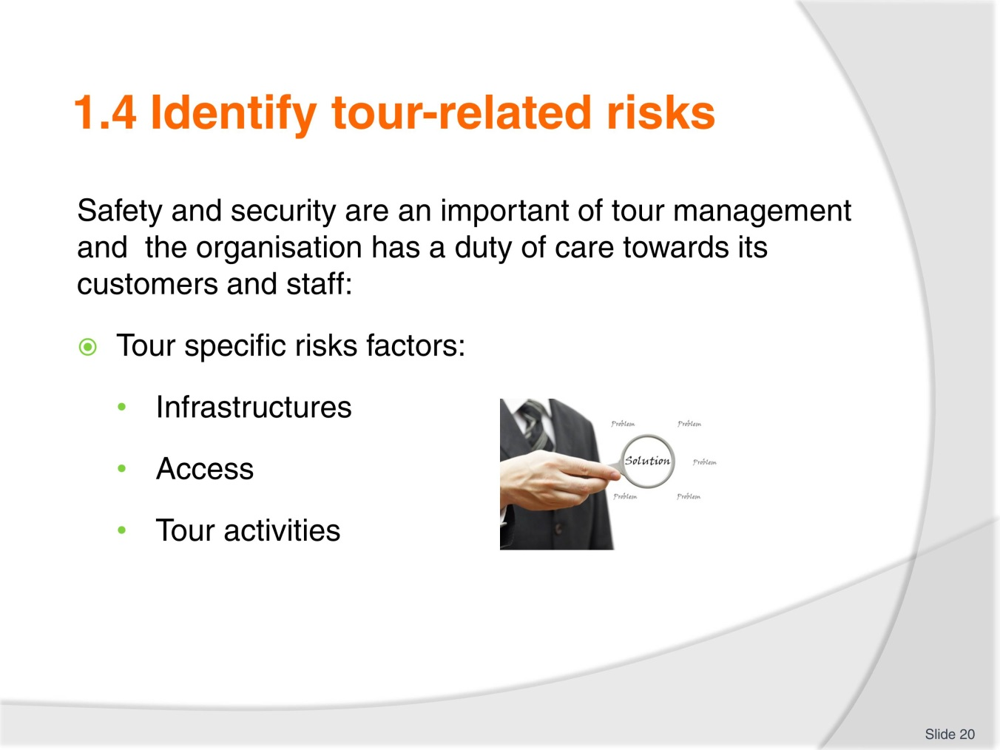 1.4 Identify tour-related risks
Safety and security are an important of tour management
and  the organisation has a duty of care towards its
customers and staff:
Tour specific risks factors:
• Infrastructures
• Access
• Tour activities
Problem Problem
Solution Problem
Problem Problem
Slide 20